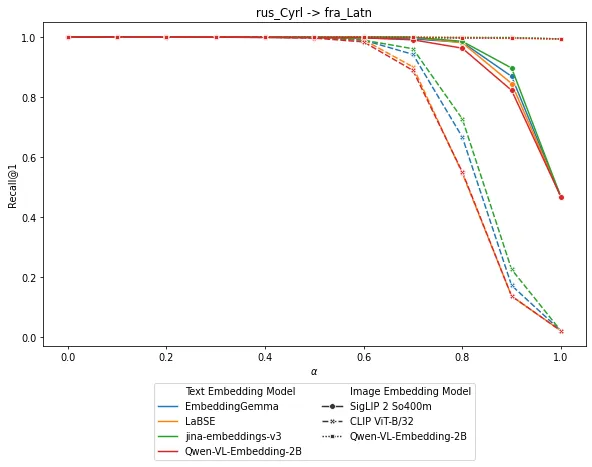 rus_Cyrl -> fra_Latn
Recall@1
1.0
0.8
0.6
0.4
0.2
0.0
0.0 0.2 0.4 0.6 0.8 1.0
α
Text Embedding Model
EmbeddingGemma
LaBSE
jina-embeddings-v3
Qwen-VL-Embedding-2B
Image Embedding Model
SigLIP 2 So400m
CLIP ViT-B/32
Qwen-VL-Embedding-2B